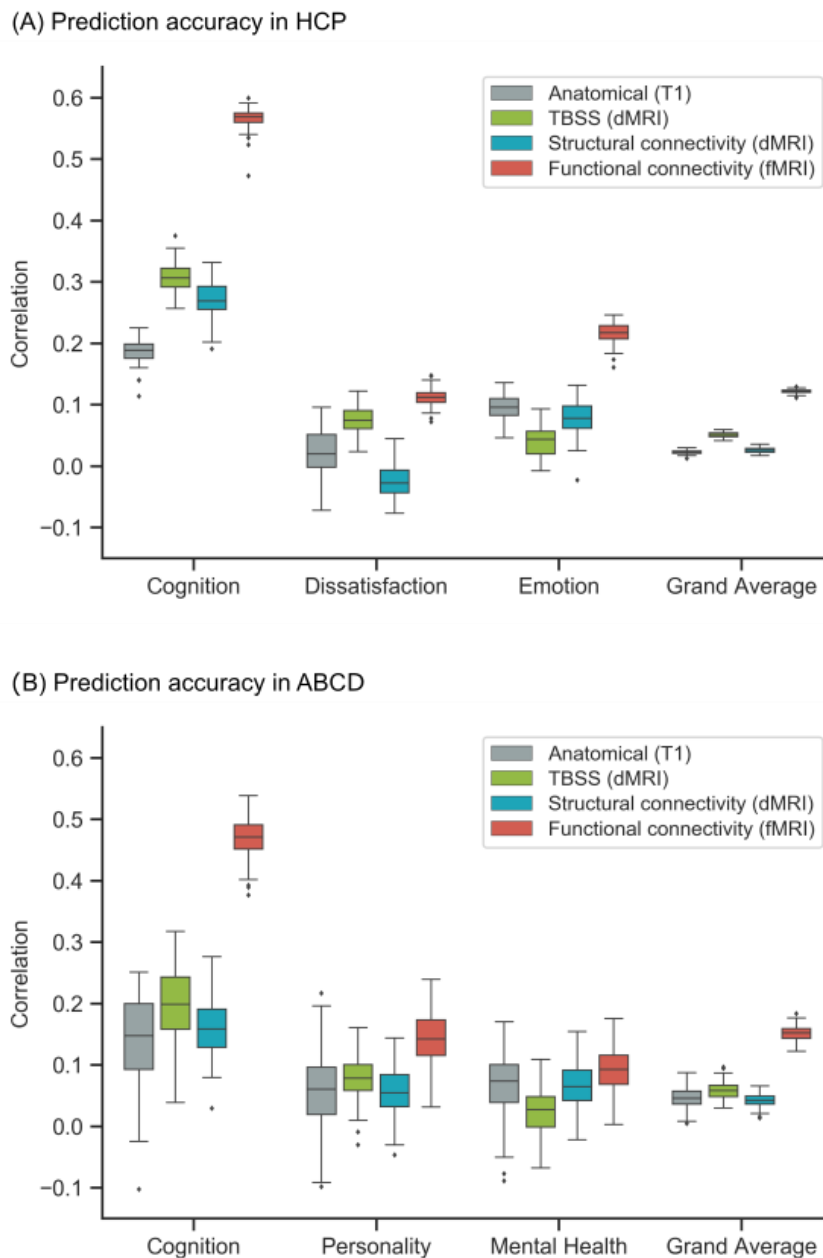 (A) Prediction accuracy in HCP
Anatomical (T1)
TBSS (dMRI)
Structural connectivity (dMRI)
Functional connectivity (fMRI)
0.6
0.5
0.4
0.3
0.2
0.1
0.0
−0.1
Correlation
Cognition Dissatisfaction Emotion Grand Average
(B) Prediction accuracy in ABCD
Anatomical (T1)
TBSS (dMRI)
Structural connectivity (dMRI)
Functional connectivity (fMRI)
0.6
0.5
0.4
0.3
0.2
0.1
0.0
−0.1
Correlation
Cognition Personality Mental Health Grand Average